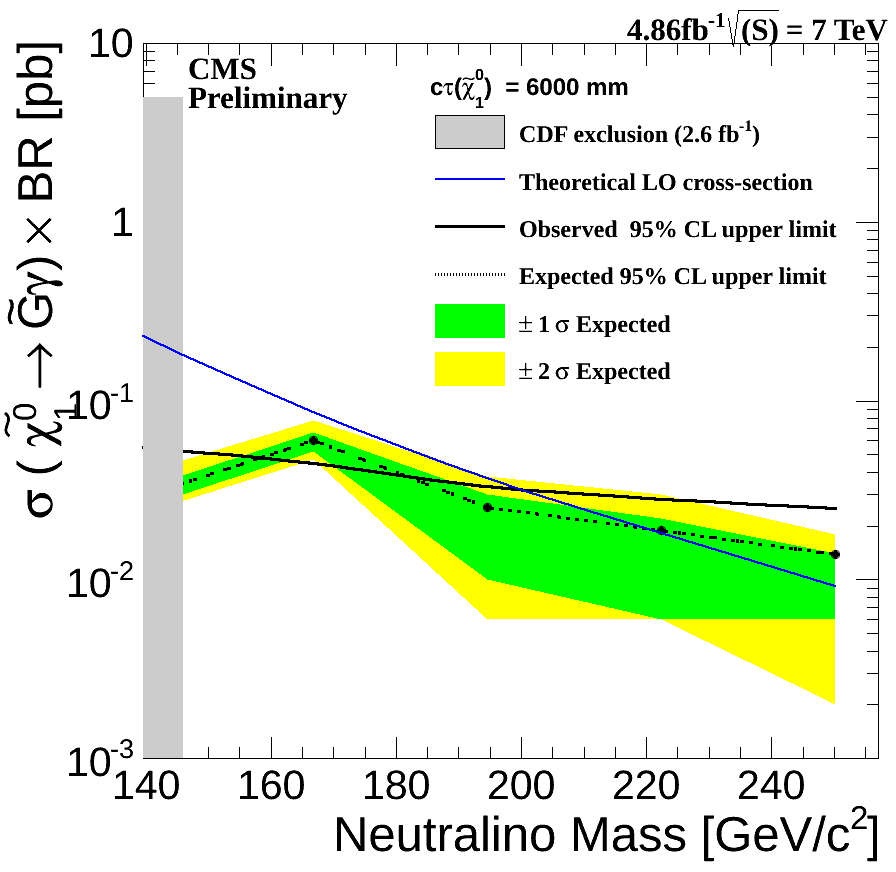 4.86fb⁻¹√(S) = 7 TeV
CMS
Preliminary
cτ(χ̃⁰₁) = 6000 mm
CDF exclusion (2.6 fb⁻¹)
Theoretical LO cross-section
Observed 95% CL upper limit
Expected 95% CL upper limit
± 1 σ Expected
± 2 σ Expected
σ ( χ̃⁰₁ → G̃γ) × BR [pb]
10
1
10⁻¹
10⁻²
10⁻³
140 160 180 200 220 240
Neutralino Mass [GeV/c²]